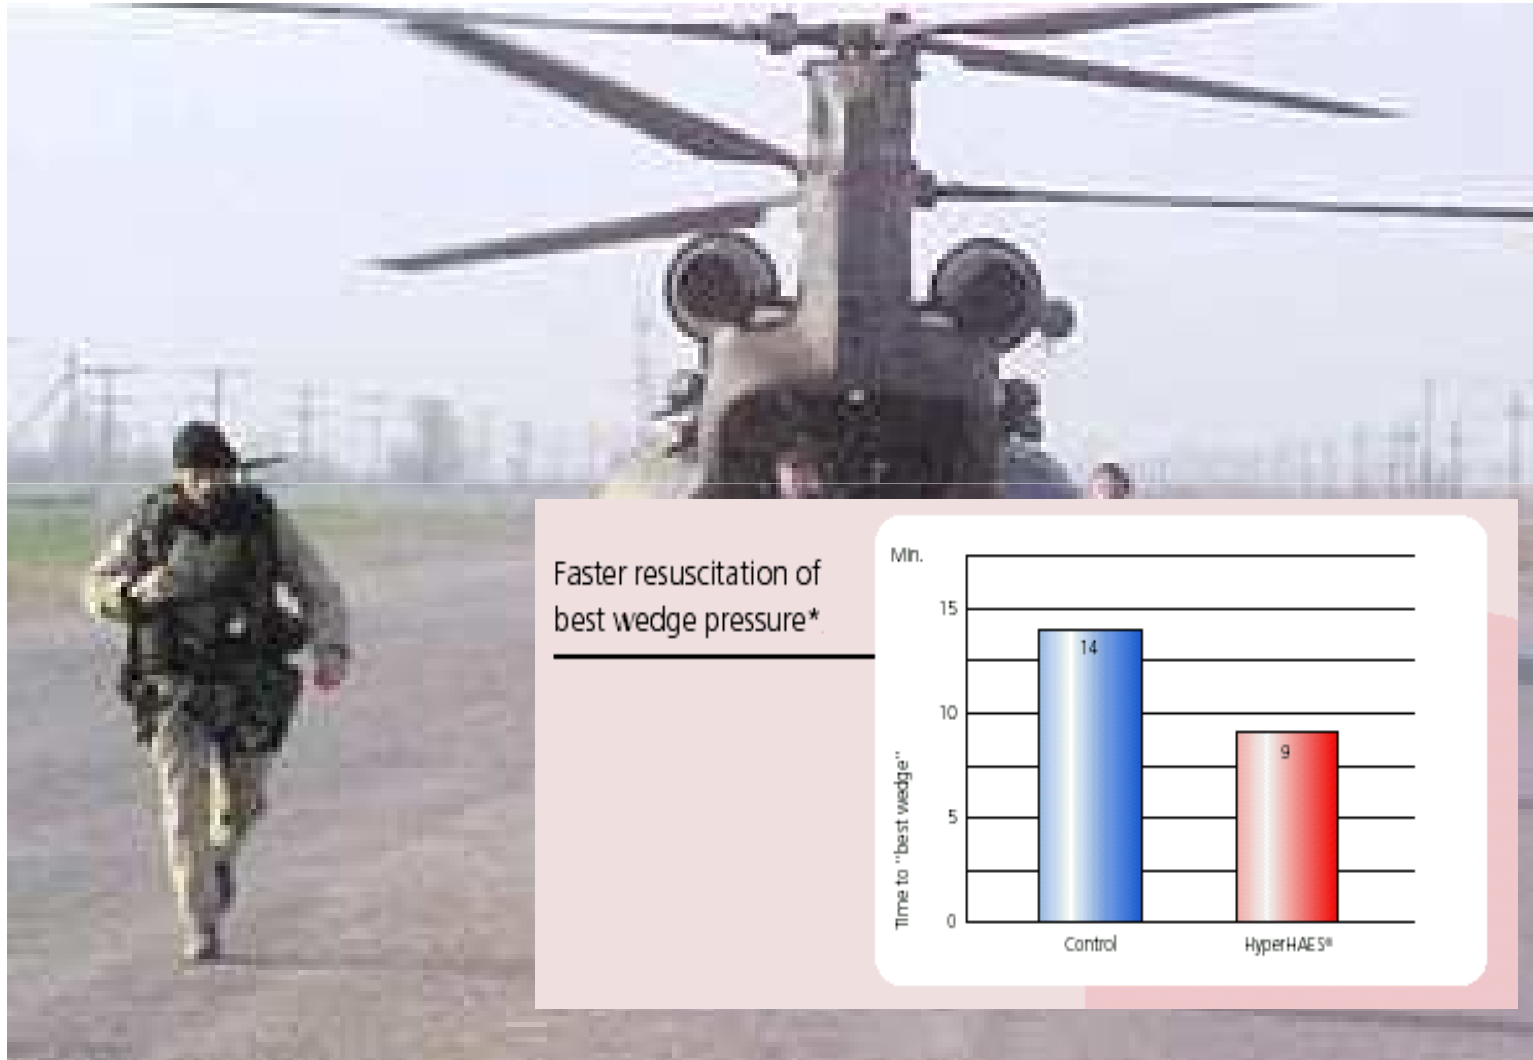 Faster resuscitation of
best wedge pressure*
Min.
15
10
5
0
Time to "best wedge"
14
9
Control
HyperHAES®